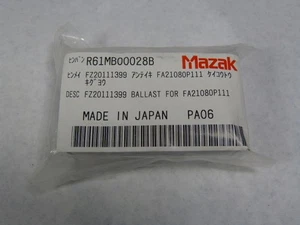 ヒンバン R61MB00028B
Mazak
ヒンメイ FZ20111399 アンテイキ FA21080P111 ケイコウトウ
キグヨウ
DESC FZ20111399 BALLAST FOR FA21080P111
MADE IN JAPAN PA06